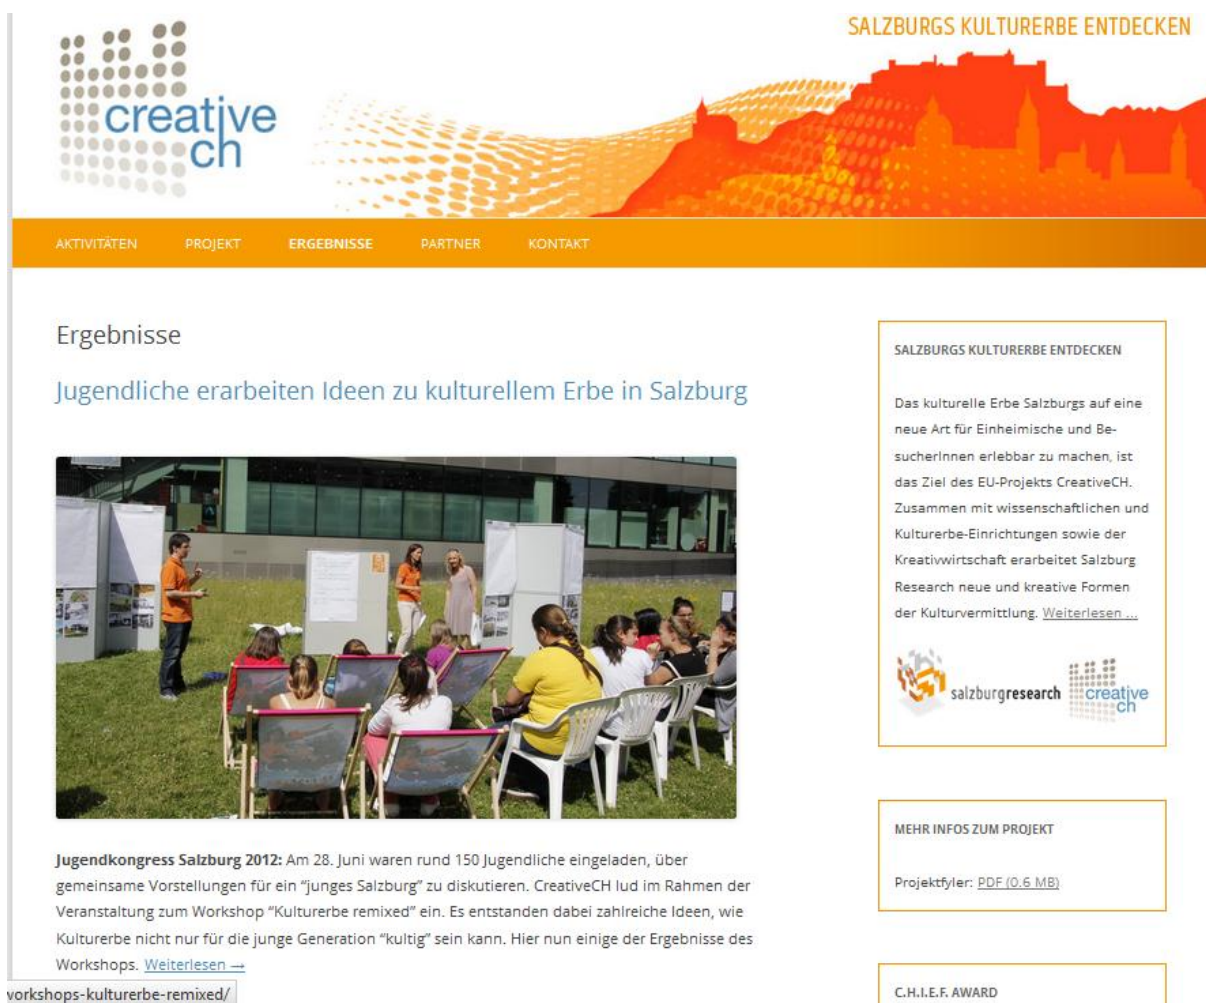 SALZBURGS KULTURERBE ENTDECKEN
creative
ch
AKTIVITÄTEN PROJEKT ERGEBNISSE PARTNER KONTAKT
Ergebnisse
Jugendliche erarbeiten Ideen zu kulturellem Erbe in Salzburg
Jugendkongress Salzburg 2012: Am 28. Juni waren rund 150 Jugendliche eingeladen, über
gemeinsame Vorstellungen für ein “junges Salzburg” zu diskutieren. CreativeCH lud im Rahmen der
Veranstaltung zum Workshop “Kulturerbe remixed” ein. Es entstanden dabei zahlreiche Ideen, wie
Kulturerbe nicht nur für die junge Generation “kultig” sein kann. Hier nun einige der Ergebnisse des
Workshops. Weiterlesen →
SALZBURGS KULTURERBE ENTDECKEN
Das kulturelle Erbe Salzburgs auf eine
neue Art für Einheimische und Be-
sucherInnen erlebbar zu machen, ist
das Ziel des EU-Projekts CreativeCH.
Zusammen mit wissenschaftlichen und
Kulturerbe-Einrichtungen sowie der
Kreativwirtschaft erarbeitet Salzburg
Research neue und kreative Formen
der Kulturvermittlung. Weiterlesen ...
salzburgresearch
creative
ch
MEHR INFOS ZUM PROJEKT
Projektfyler: PDF (0.6 MB)
C.H.I.E.F. AWARD
workshops-kulturerbe-remixed/